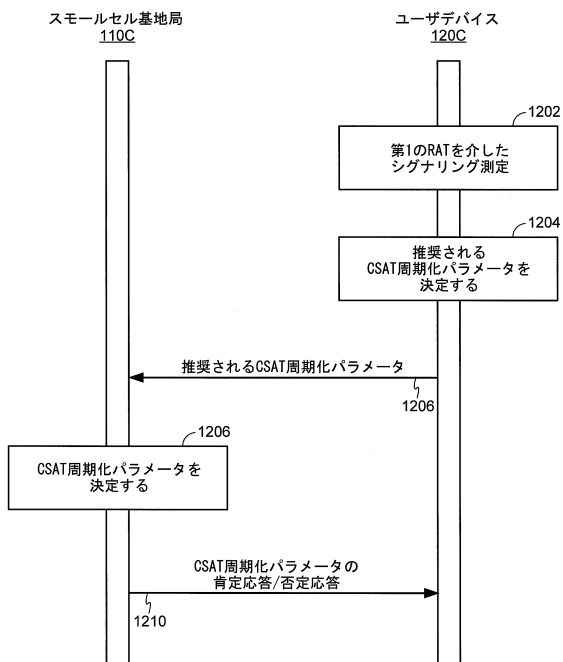 スモールセル基地局
110C
ユーザデバイス
120C
1202
第1のRATを介した
シグナリング測定
1204
推奨される
CSAT周期化パラメータを
決定する
推奨されるCSAT周期化パラメータ
1206
1206
CSAT周期化パラメータを
決定する
CSAT周期化パラメータの
肯定応答/否定応答
1210